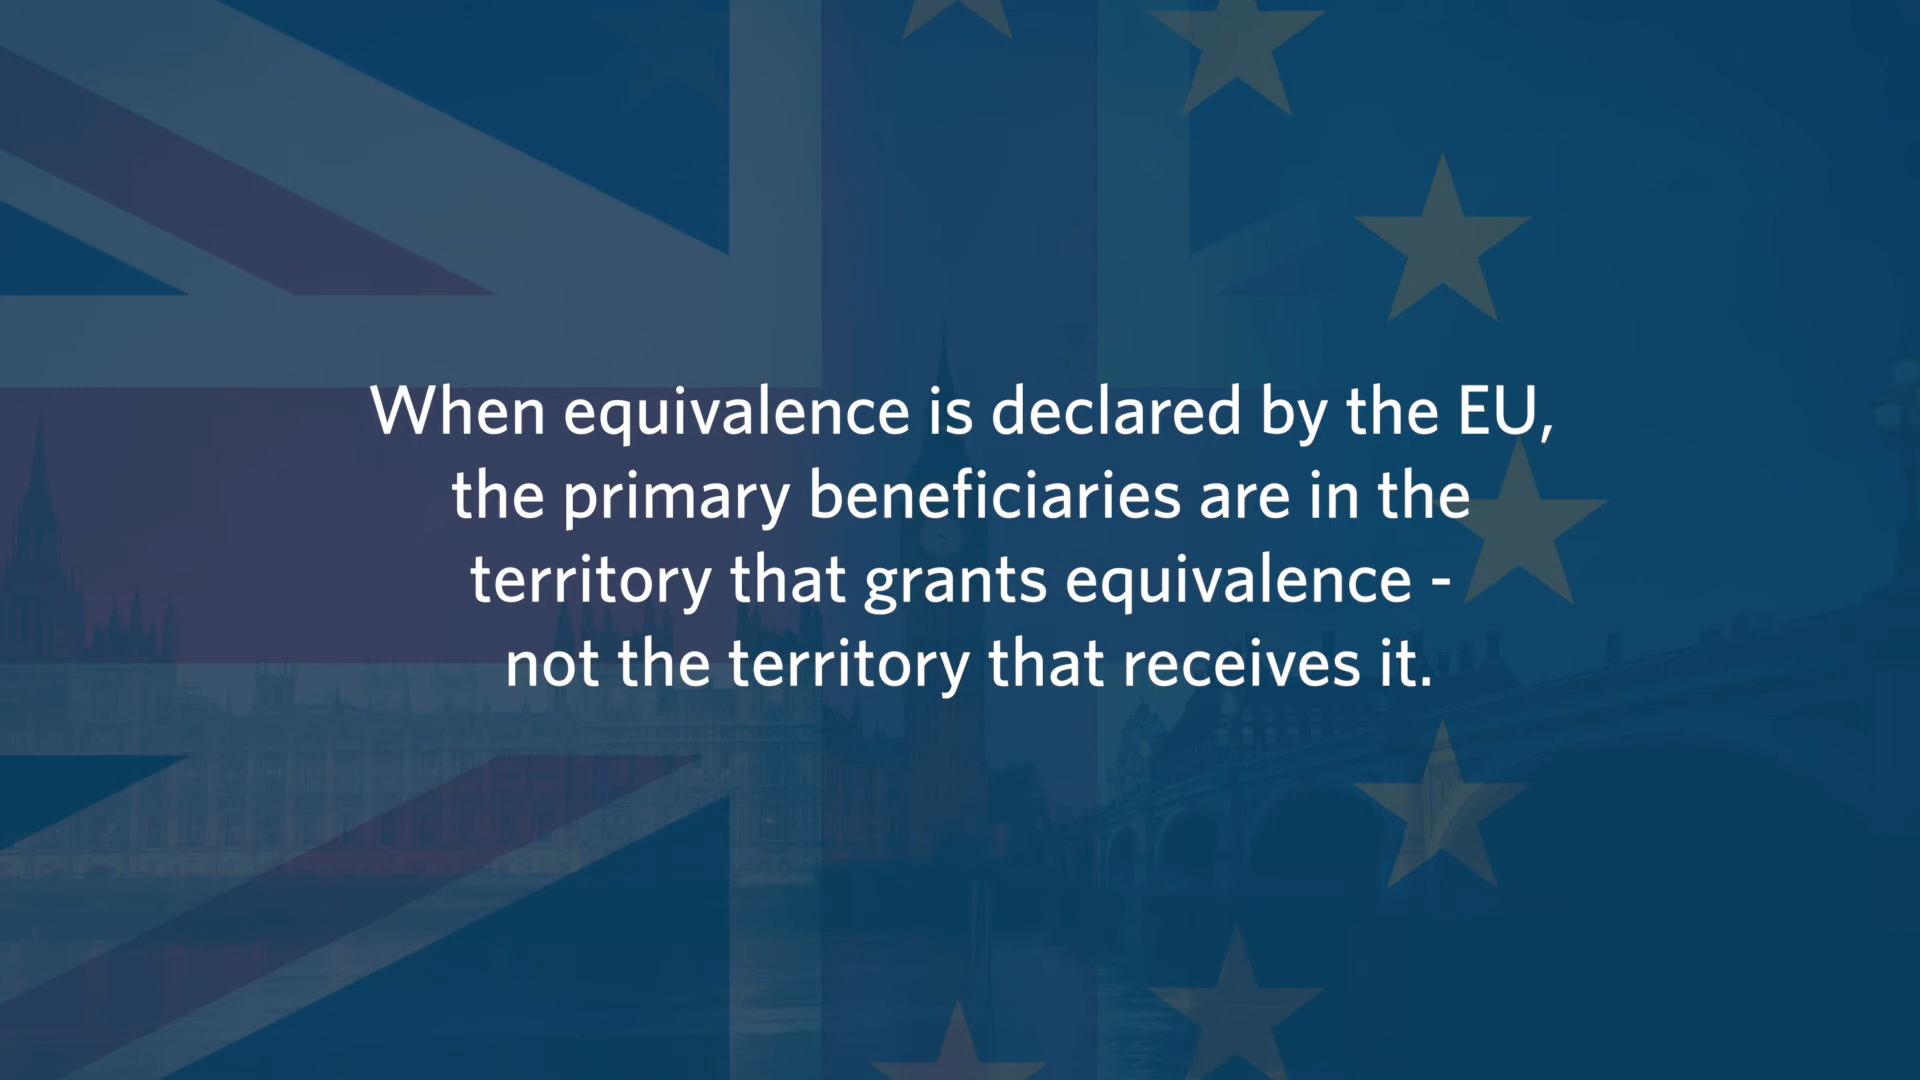 When equivalence is declared by the EU,
the primary beneficiaries are in the
territory that grants equivalence -
not the territory that receives it.